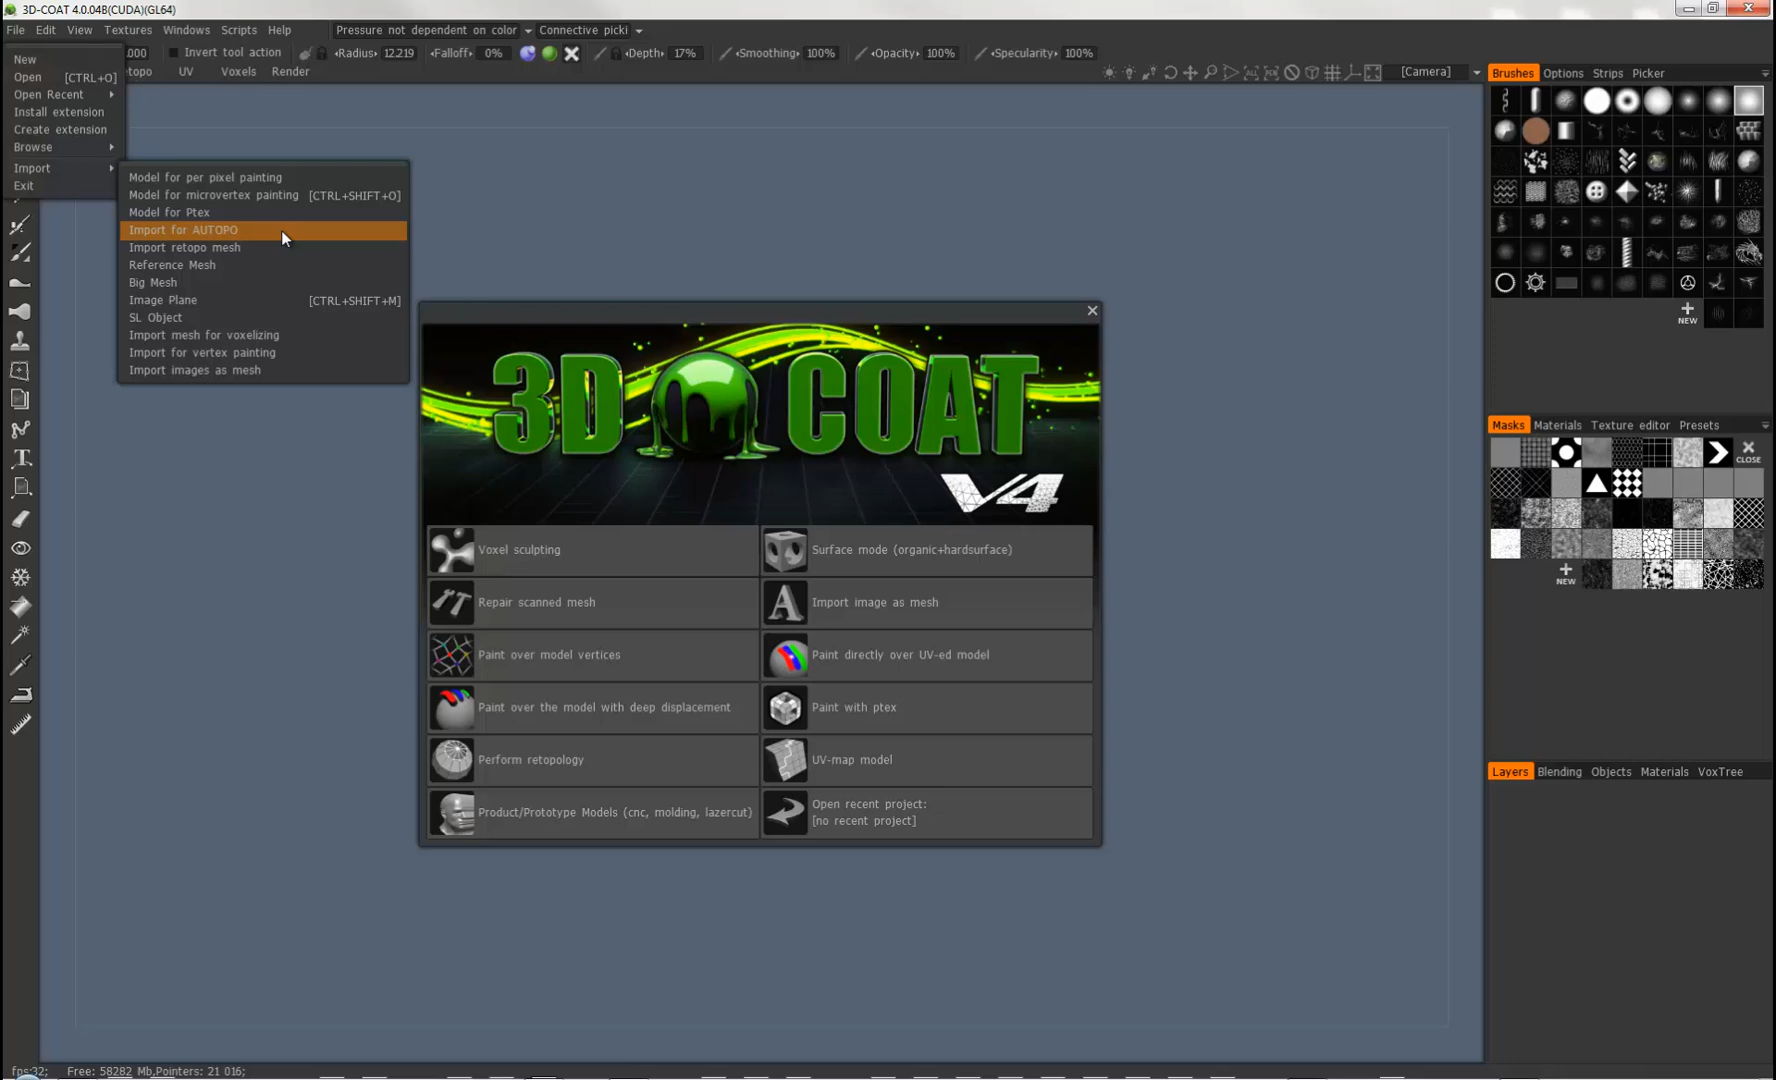 3D-COAT 4.0.04B(CUDA)(GL64)
File Edit View Textures Windows Scripts Help Pressure not dependent on color Connective picki
.000 Invert tool action Radius 12.219 Falloff: 0% Depth: 17% Smoothing: 100% Opacity: 100% Specularity: 100%
topo UV Voxels Render [Camera]
New
Open [CTRL+O]
Open Recent
Install extension
Create extension
Browse
Import
Exit
Model for per pixel painting
Model for microvertex painting [CTRL+SHIFT+O]
Model for Ptex
Import for AUTOPO
Import retopo mesh
Reference Mesh
Big Mesh
Image Plane [CTRL+SHIFT+M]
SL Object
Import mesh for voxelizing
Import for vertex painting
Import images as mesh
3D COAT
V4
Voxel sculpting
Surface mode (organic+hardsurface)
Repair scanned mesh
Import image as mesh
Paint over model vertices
Paint directly over UV-ed model
Paint over the model with deep displacement
Paint with ptex
Perform retopology
UV-map model
Product/Prototype Models (cnc, molding, lazercut)
Open recent project:
[no recent project]
Brushes Options Strips Picker
NEW
Masks Materials Texture editor Presets
CLOSE
NEW
Layers Blending Objects Materials VoxTree
fps:32; Free: 58282 Mb,Pointers: 21 016;